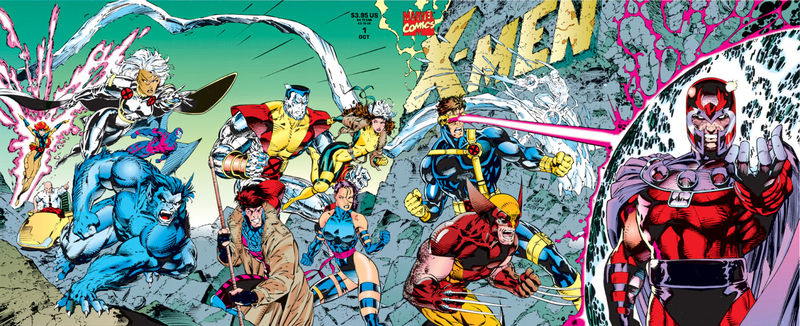 $3.95 US
1
OCT
MARVEL
COMICS
X-MEN